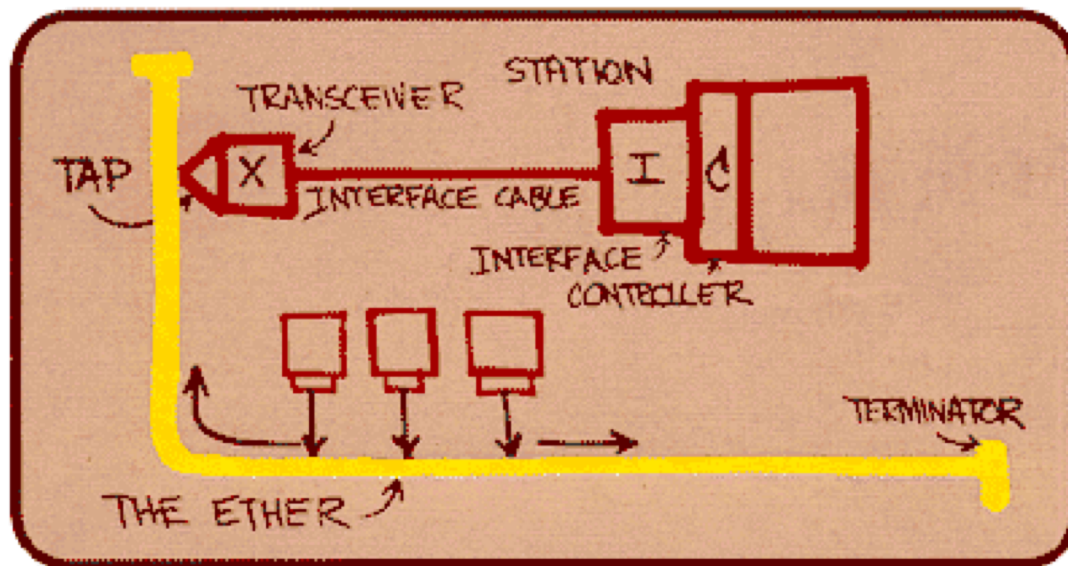 STATION
TRANSCEIVER
TAP
X
I
C
INTERFACE CABLE
INTERFACE
CONTROLLER
TERMINATOR
THE ETHER